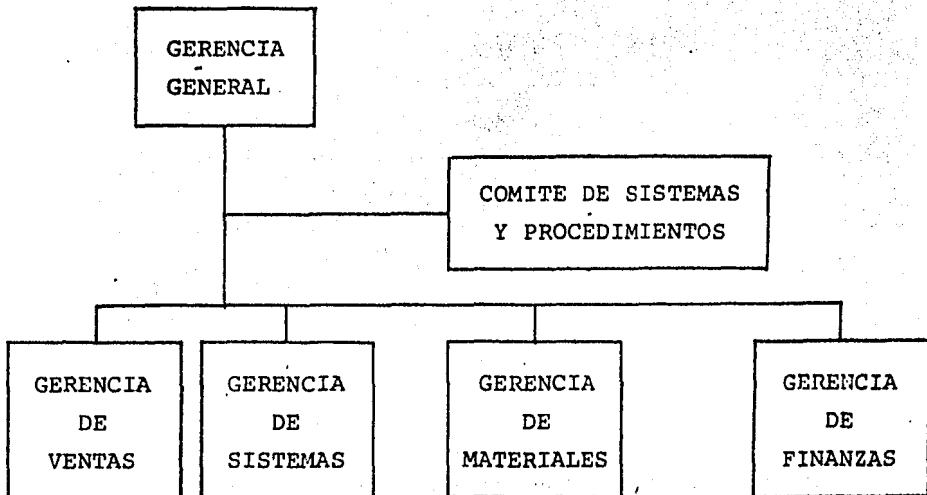 GERENCIA
GENERAL
COMITE DE SISTEMAS
Y PROCEDIMIENTOS
GERENCIA
DE
VENTAS
GERENCIA
DE
SISTEMAS
GERENCIA
DE
MATERIALES
GERENCIA
DE
FINANZAS